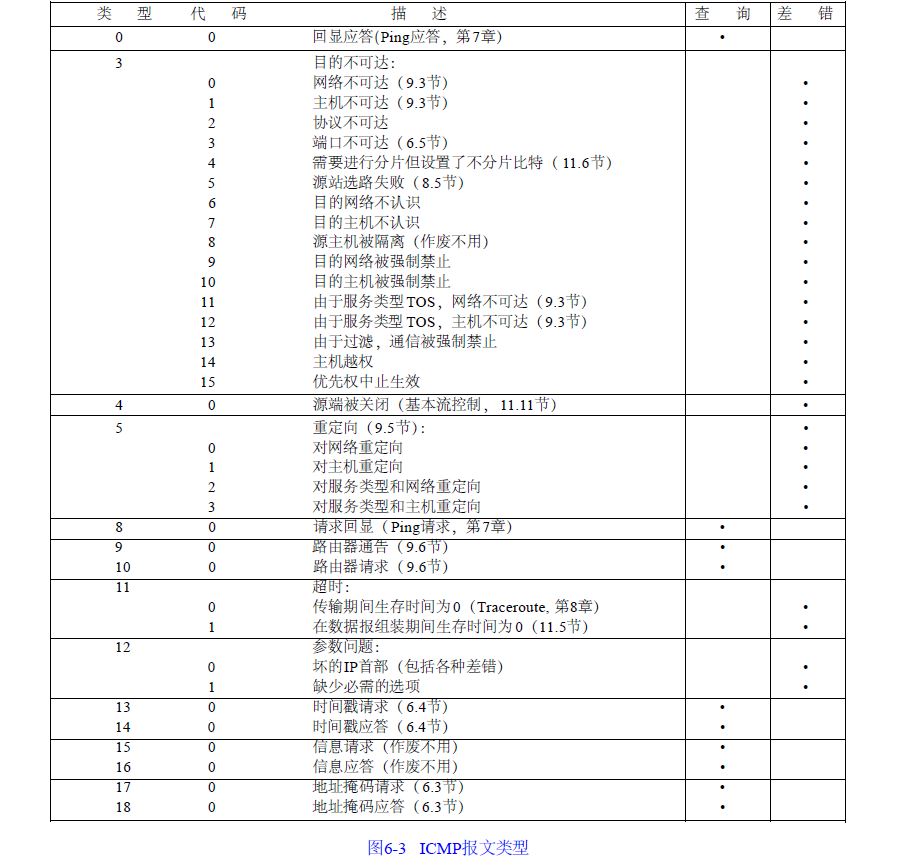 类 型 代 码 描 述 查 询 差 错
0 0 回显应答(Ping应答，第7章) •
3 目的不可达：
0 网络不可达（9.3节） •
1 主机不可达（9.3节） •
2 协议不可达 •
3 端口不可达（6.5节） •
4 需要进行分片但设置了不分片比特（11.6节） •
5 源站选路失败（8.5节） •
6 目的网络不认识 •
7 目的主机不认识 •
8 源主机被隔离（作废不用） •
9 目的网络被强制禁止 •
10 目的主机被强制禁止 •
11 由于服务类型TOS，网络不可达（9.3节） •
12 由于服务类型TOS，主机不可达（9.3节） •
13 由于过滤，通信被强制禁止 •
14 主机越权 •
15 优先权中止生效 •
4 0 源端被关闭（基本流控制，11.11节） •
5 重定向（9.5节）： •
0 对网络重定向 •
1 对主机重定向 •
2 对服务类型和网络重定向 •
3 对服务类型和主机重定向 •
8 0 请求回显（Ping请求，第7章） •
9 0 路由器通告（9.6节） •
10 0 路由器请求（9.6节） •
11 超时：
0 传输期间生存时间为0（Traceroute, 第8章） •
1 在数据报组装期间生存时间为0（11.5节） •
12 参数问题：
0 坏的IP首部（包括各种差错） •
1 缺少必需的选项 •
13 0 时间戳请求（6.4节） •
14 0 时间戳应答（6.4节） •
15 0 信息请求（作废不用） •
16 0 信息应答（作废不用） •
17 0 地址掩码请求（6.3节） •
18 0 地址掩码应答（6.3节） •
图6-3 ICMP报文类型